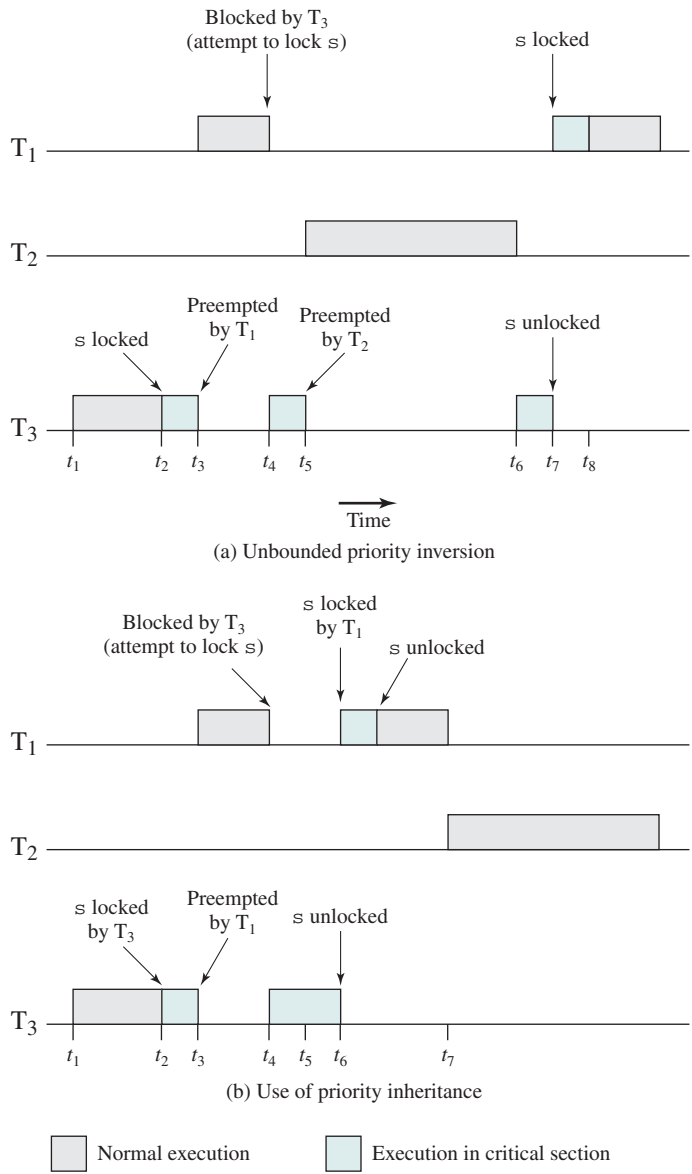 Blocked by T₃
(attempt to lock s)
s locked
T₁
T₂
s locked
Preempted
by T₁
Preempted
by T₂
s unlocked
T₃
t₁ t₂ t₃ t₄ t₅ t₆ t₇ t₈
Time
(a) Unbounded priority inversion
Blocked by T₃
(attempt to lock s)
s locked
by T₁
s unlocked
T₁
T₂
s locked
by T₃
Preempted
by T₁
s unlocked
T₃
t₁ t₂ t₃ t₄ t₅ t₆ t₇
(b) Use of priority inheritance
Normal execution
Execution in critical section